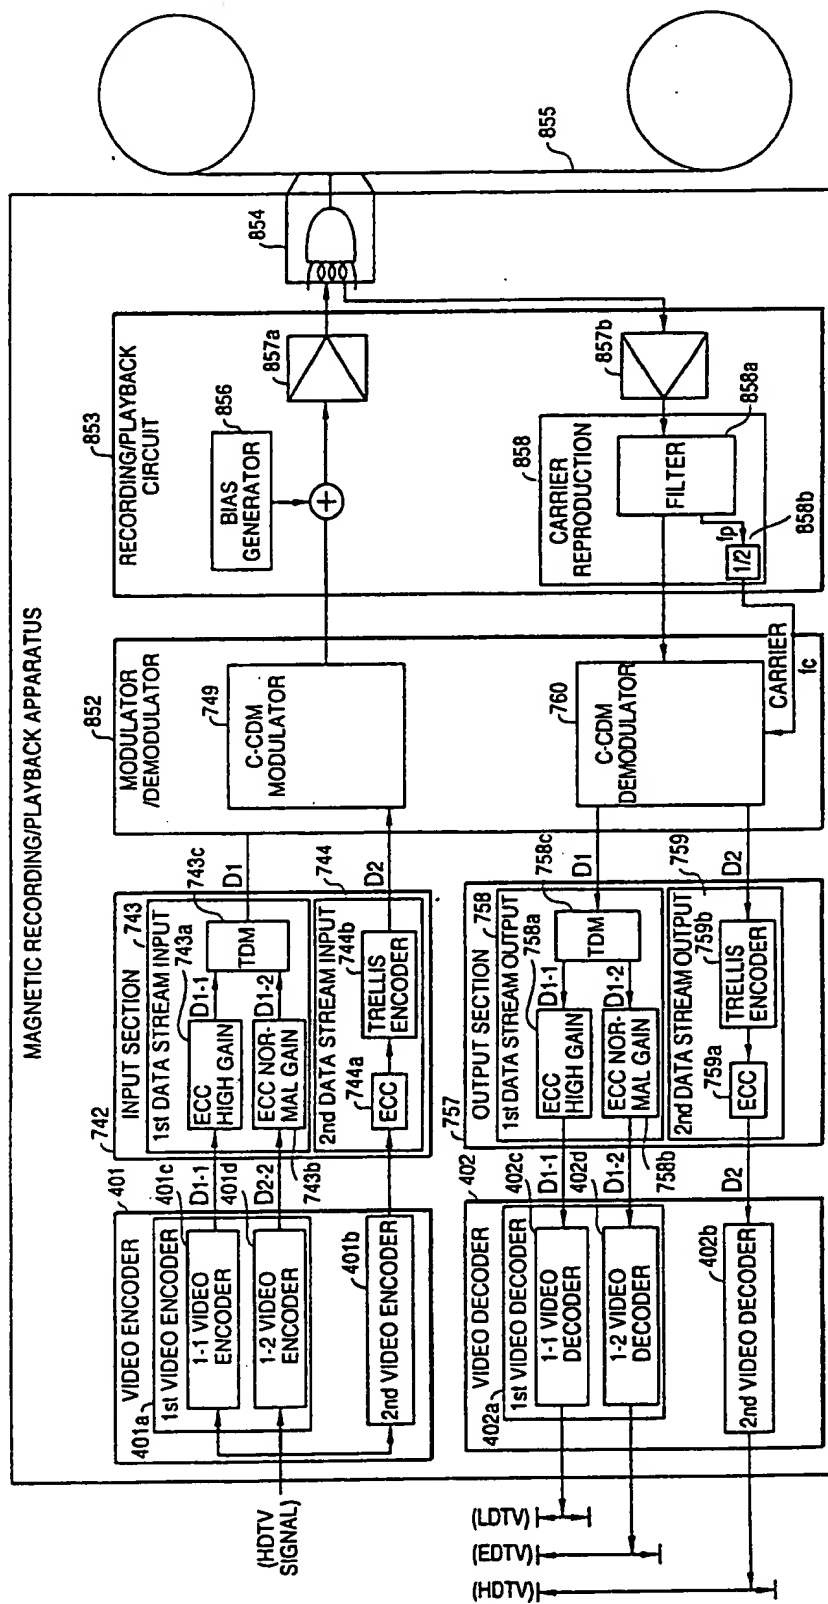 MAGNETIC RECORDING/PLAYBACK APPARATUS
401
VIDEO ENCODER
401a
1st VIDEO ENCODER
401c
1-1 VIDEO
ENCODER
401d
1-2 VIDEO
ENCODER
401b
2nd VIDEO ENCODER
(HDTV
SIGNAL)
D1-1
D2-2
742
INPUT SECTION
743
1st DATA STREAM INPUT
743a
ECC
HIGH GAIN
D1-1
743c
TDM
ECC NOR-
MAL GAIN
D1-2
743b
744
2nd DATA STREAM INPUT
744a
ECC
744b
TRELLIS
ENCODER
D1
D2
852
MODULATOR
/DEMODULATOR
749
C-CDM
MODULATOR
760
C-CDM
DEMODULATOR
CARRIER
fc
853
RECORDING/PLAYBACK
CIRCUIT
856
BIAS
GENERATOR
+
857a
854
855
857b
858
CARRIER
REPRODUCTION
858a
FILTER
fp
1/2
858b
402
VIDEO DECODER
402a
1st VIDEO DECODER
402c
1-1 VIDEO
DECODER
402d
1-2 VIDEO
DECODER
402b
2nd VIDEO DECODER
D1-1
D1-2
D2
757
OUTPUT SECTION
758
1st DATA STREAM OUTPUT
758a
ECC
HIGH GAIN
D1-1
758c
TDM
ECC NOR-
MAL GAIN
D1-2
758b
759
2nd DATA STREAM OUTPUT
759a
ECC
759b
TRELLIS
ENCODER
D1
D2
(LDTV)
(EDTV)
(HDTV)